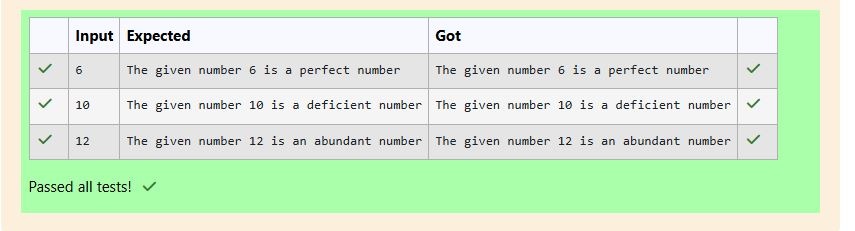 Input Expected Got
6 The given number 6 is a perfect number The given number 6 is a perfect number
10 The given number 10 is a deficient number The given number 10 is a deficient number
12 The given number 12 is an abundant number The given number 12 is an abundant number
Passed all tests!